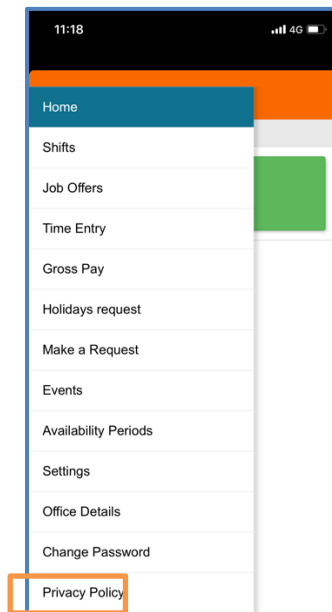 11:18
4G
Home
Shifts
Job Offers
Time Entry
Gross Pay
Holidays request
Make a Request
Events
Availability Periods
Settings
Office Details
Change Password
Privacy Policy